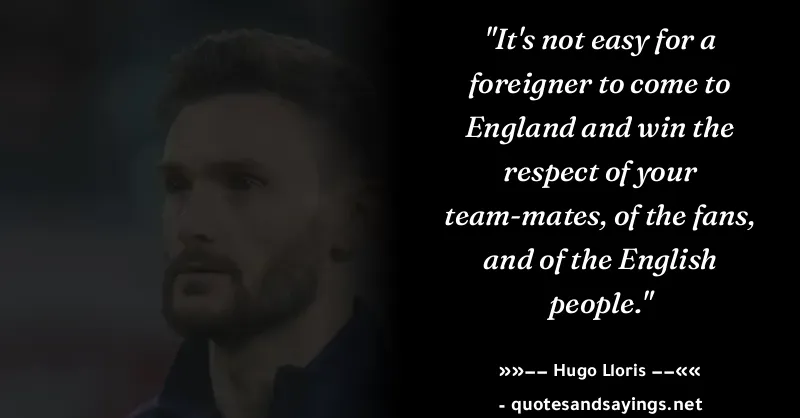 "It's not easy for a
foreigner to come to
England and win the
respect of your
team-mates, of the fans,
and of the English
people."
»»–– Hugo Lloris ––««
- quotesandsayings.net